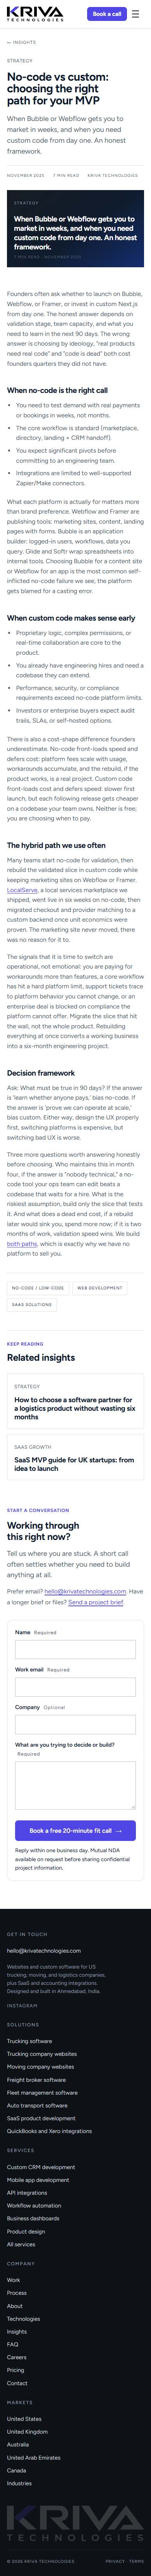 KRIVA
TECHNOLOGIES
Book a call
← INSIGHTS
STRATEGY
No-code vs custom:
choosing the right
path for your MVP
When Bubble or Webflow gets you to
market in weeks, and when you need
custom code from day one. An honest
framework.
NOVEMBER 2025 7 MIN READ KRIVA TECHNOLOGIES
STRATEGY
When Bubble or Webflow gets you to
market in weeks, and when you need
custom code from day one. An honest
framework.
7 MIN READ · NOVEMBER 2025
Founders often ask whether to launch on Bubble,
Webflow, or Framer, or invest in custom Next.js
from day one. The honest answer depends on
validation stage, team capacity, and what you
need to learn in the next 90 days. The wrong
answer is choosing by ideology, "real products
need real code" and "code is dead" both cost
founders quarters they did not have.
When no-code is the right call
• You need to test demand with real payments
or bookings in weeks, not months.
• The core workflow is standard (marketplace,
directory, landing + CRM handoff).
• You expect significant pivots before
committing to an engineering team.
• Integrations are limited to well-supported
Zapier/Make connectors.
What each platform is actually for matters more
than preference. Webflow and Framer are
publishing tools: marketing sites, content, landing
pages with forms. Bubble is an application
builder: logged-in users, workflows, data you
query. Glide and Softr wrap spreadsheets into
internal tools. Choosing Bubble for a content site
or Webflow for an app is the most common self-
inflicted no-code failure we see, the platform
gets blamed for a casting error.
When custom code makes sense early
• Proprietary logic, complex permissions, or
real-time collaboration are core to the
product.
• You already have engineering hires and need a
codebase they can extend.
• Performance, security, or compliance
requirements exceed no-code platform limits.
• Investors or enterprise buyers expect audit
trails, SLAs, or self-hosted options.
There is also a cost-shape difference founders
underestimate. No-code front-loads speed and
defers cost: platform fees scale with usage,
workarounds accumulate, and the rebuild, if the
product works, is a real project. Custom code
front-loads cost and defers speed: slower first
launch, but each following release gets cheaper
on a codebase your team owns. Neither is free;
you are choosing when to pay.
The hybrid path we use often
Many teams start no-code for validation, then
rebuild the validated slice in custom code while
keeping marketing sites on Webflow or Framer.
LocalServe, a local services marketplace we
shipped, went live in six weeks on no-code, then
migrated checkout and provider matching to a
custom stack once unit economics were
proven. The marketing site never moved; there
was no reason for it to.
The signals that it is time to switch are
operational, not emotional: you are paying for
plan tiers to get around limits, a core workflow
has hit a hard platform limit, support tickets trace
to platform behavior you cannot change, or an
investor or enterprise deal is blocked on control
you cannot offer. Migrate the slice that hit the
wall, not the whole product. Rebuilding
everything at once is converting a business asset
into a six-month engineering project.
Decision framework
Ask: What must be true in 90 days? If the answer
is 'learn whether anyone pays,' bias no-code. If
the answer is 'prove we can operate at scale,'
bias custom. Either way, design the UX properly
first, switching platforms is expensive, but
switching bad UX is worse.
Three more questions worth answering honestly
before choosing. Who maintains this in month
four, if the answer is "nobody technical," a no-
code tool your ops team can edit beats a custom
codebase nobody can. What is the riskiest
assumption, build only the slice that tests it.
And what does a dead end cost, if a rebuild
later would sink you, spend more now; if it would
cost six weeks, validate first. No-code wins build
both paths, which is exactly why we have no
platform to sell you.
NO-CODE / LOW-CODE
WEB DEVELOPMENT
SAAS SOLUTIONS
KEEP READING
Related insights
STRATEGY
How to choose a software partner for
a logistics product without wasting six
months
SAAS GROWTH
SaaS MVP guide for UK startups: from
idea to launch
START A CONVERSATION
Working through
this right now?
Tell us where you are stuck. A short call
often settles whether you need to build
anything at all.
Prefer email? hello@krivatechnologies.com. Have
a longer brief or files? Send a project brief.
Name Required
Work email Required
Company Optional
What are you trying to decide or build?
Required
Book a free 20-minute fit call →
Reply within one business day. Mutual NDA
available on request before sharing confidential
project information.
GET IN TOUCH
hello@krivatechnologies.com
Websites and custom software for US
trucking, moving, and logistics companies,
plus SaaS and accounting integrations.
Designed and built in Ahmedabad, India.
INSTAGRAM
SOLUTIONS
Trucking software
Trucking company websites
Moving company websites
Freight broker software
Fleet management software
Auto transport software
SaaS product development
QuickBooks and Xero integrations
SERVICES
Custom CRM development
Mobile app development
API integrations
Workflow automation
Business dashboards
Product design
All services
COMPANY
Work
Process
About
Technologies
Insights
FAQ
Careers
Pricing
Contact
MARKETS
United States
United Kingdom
Australia
United Arab Emirates
Canada
Industries
KRIVA
TECHNOLOGIES
© 2026 KRIVA TECHNOLOGIES PRIVACY · TERMS